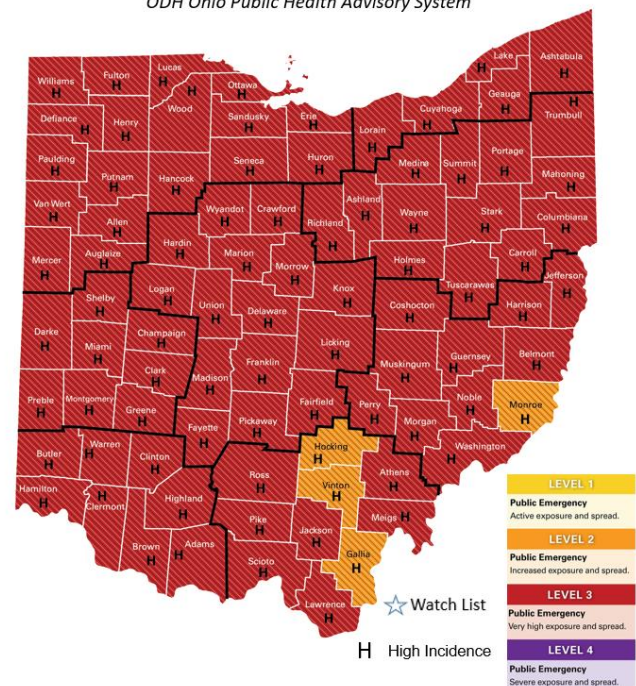 ODH Ohio Public Health Advisory System
Lake
Ashtabula
H
H
Williams
Fulton
Lucas
H
H
H
H
Ottawa
H
Geauga
H
Cuyahoga
H
H
Trumbull
Defiance
H
Henry
H
Wood
Sandusky
H
Erie
H
Lorain
H
Portage
H
Paulding
H
Putnam
H
Hancock
H
Seneca
H
Huron
H
Medina
H
Summit
H
Mahoning
H
Van Wert
H
Allen
H
Wyandot
H
Crawford
H
Richland
H
Ashland
H
Wayne
H
Stark
H
Columbiana
H
Mercer
H
Auglaize
H
Hardin
H
Marion
H
Morrow
H
Holmes
H
Carroll
H
Jefferson
H
Shelby
H
Logan
H
Union
H
Delaware
H
Knox
H
Coshocton
H
Tuscarawas
H
Harrison
H
Darke
H
Miami
H
Champaign
H
Licking
H
Muskingum
H
Guernsey
H
Belmont
H
Clark
H
Madison
H
Franklin
H
Preble
H
Montgomery
H
Greene
H
Fayette
H
Pickaway
H
Fairfield
H
Perry
H
Morgan
H
Noble
H
Monroe
H
Butler
H
Warren
H
Clinton
H
Ross
H
Hocking
H
Athens
H
Washington
H
Hamilton
H
H
Clermont
Highland
H
Vinton
H
Pike
H
Jackson
H
Meigs H
Brown
H
Adams
H
Scioto
H
Gallia
H
Lawrence
H
Watch List
H High Incidence
LEVEL 1
Public Emergency
Active exposure and spread.
LEVEL 2
Public Emergency
Increased exposure and spread.
LEVEL 3
Public Emergency
Very high exposure and spread.
LEVEL 4
Public Emergency
Severe exposure and spread.